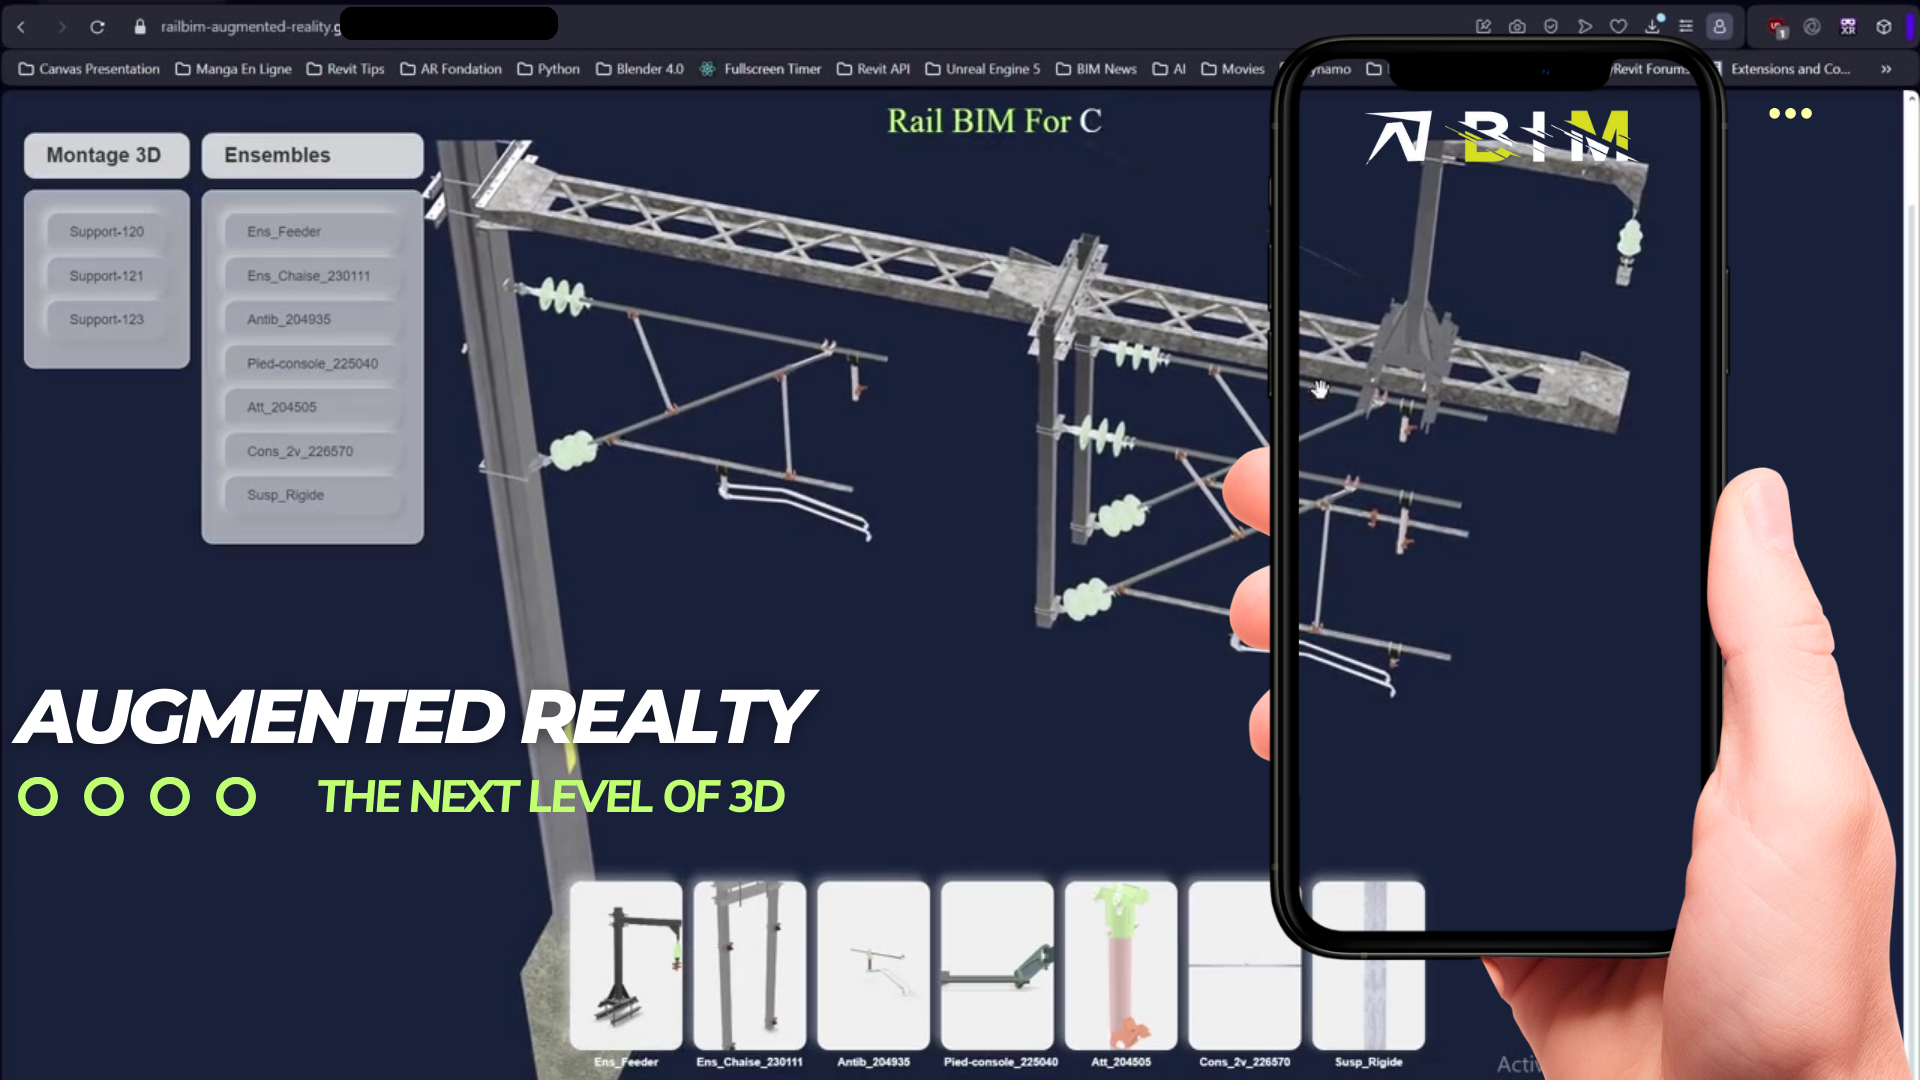 railbim-augmented-reality.g
Canvas Presentation Manga En Ligne Revit Tips AR Fondation Python Blender 4.0 Fullscreen Timer Revit API Unreal Engine 5 BIM News AI Movies ynamo Revit Forums Extensions and Co... »
Rail BIM For C
BIM
Montage 3D
Support-120
Support-121
Support-123
Ensembles
Ens_Feeder
Ens_Chaise_230111
Antib_204935
Pied-console_225040
Att_204505
Cons_2v_226570
Susp_Rigide
AUGMENTED REALTY
THE NEXT LEVEL OF 3D
Ens_Feeder Ens_Chaise_230111 Antib_204935 Pied-console_225040 Att_204505 Cons_2v_226570 Susp_Rigide
Activ